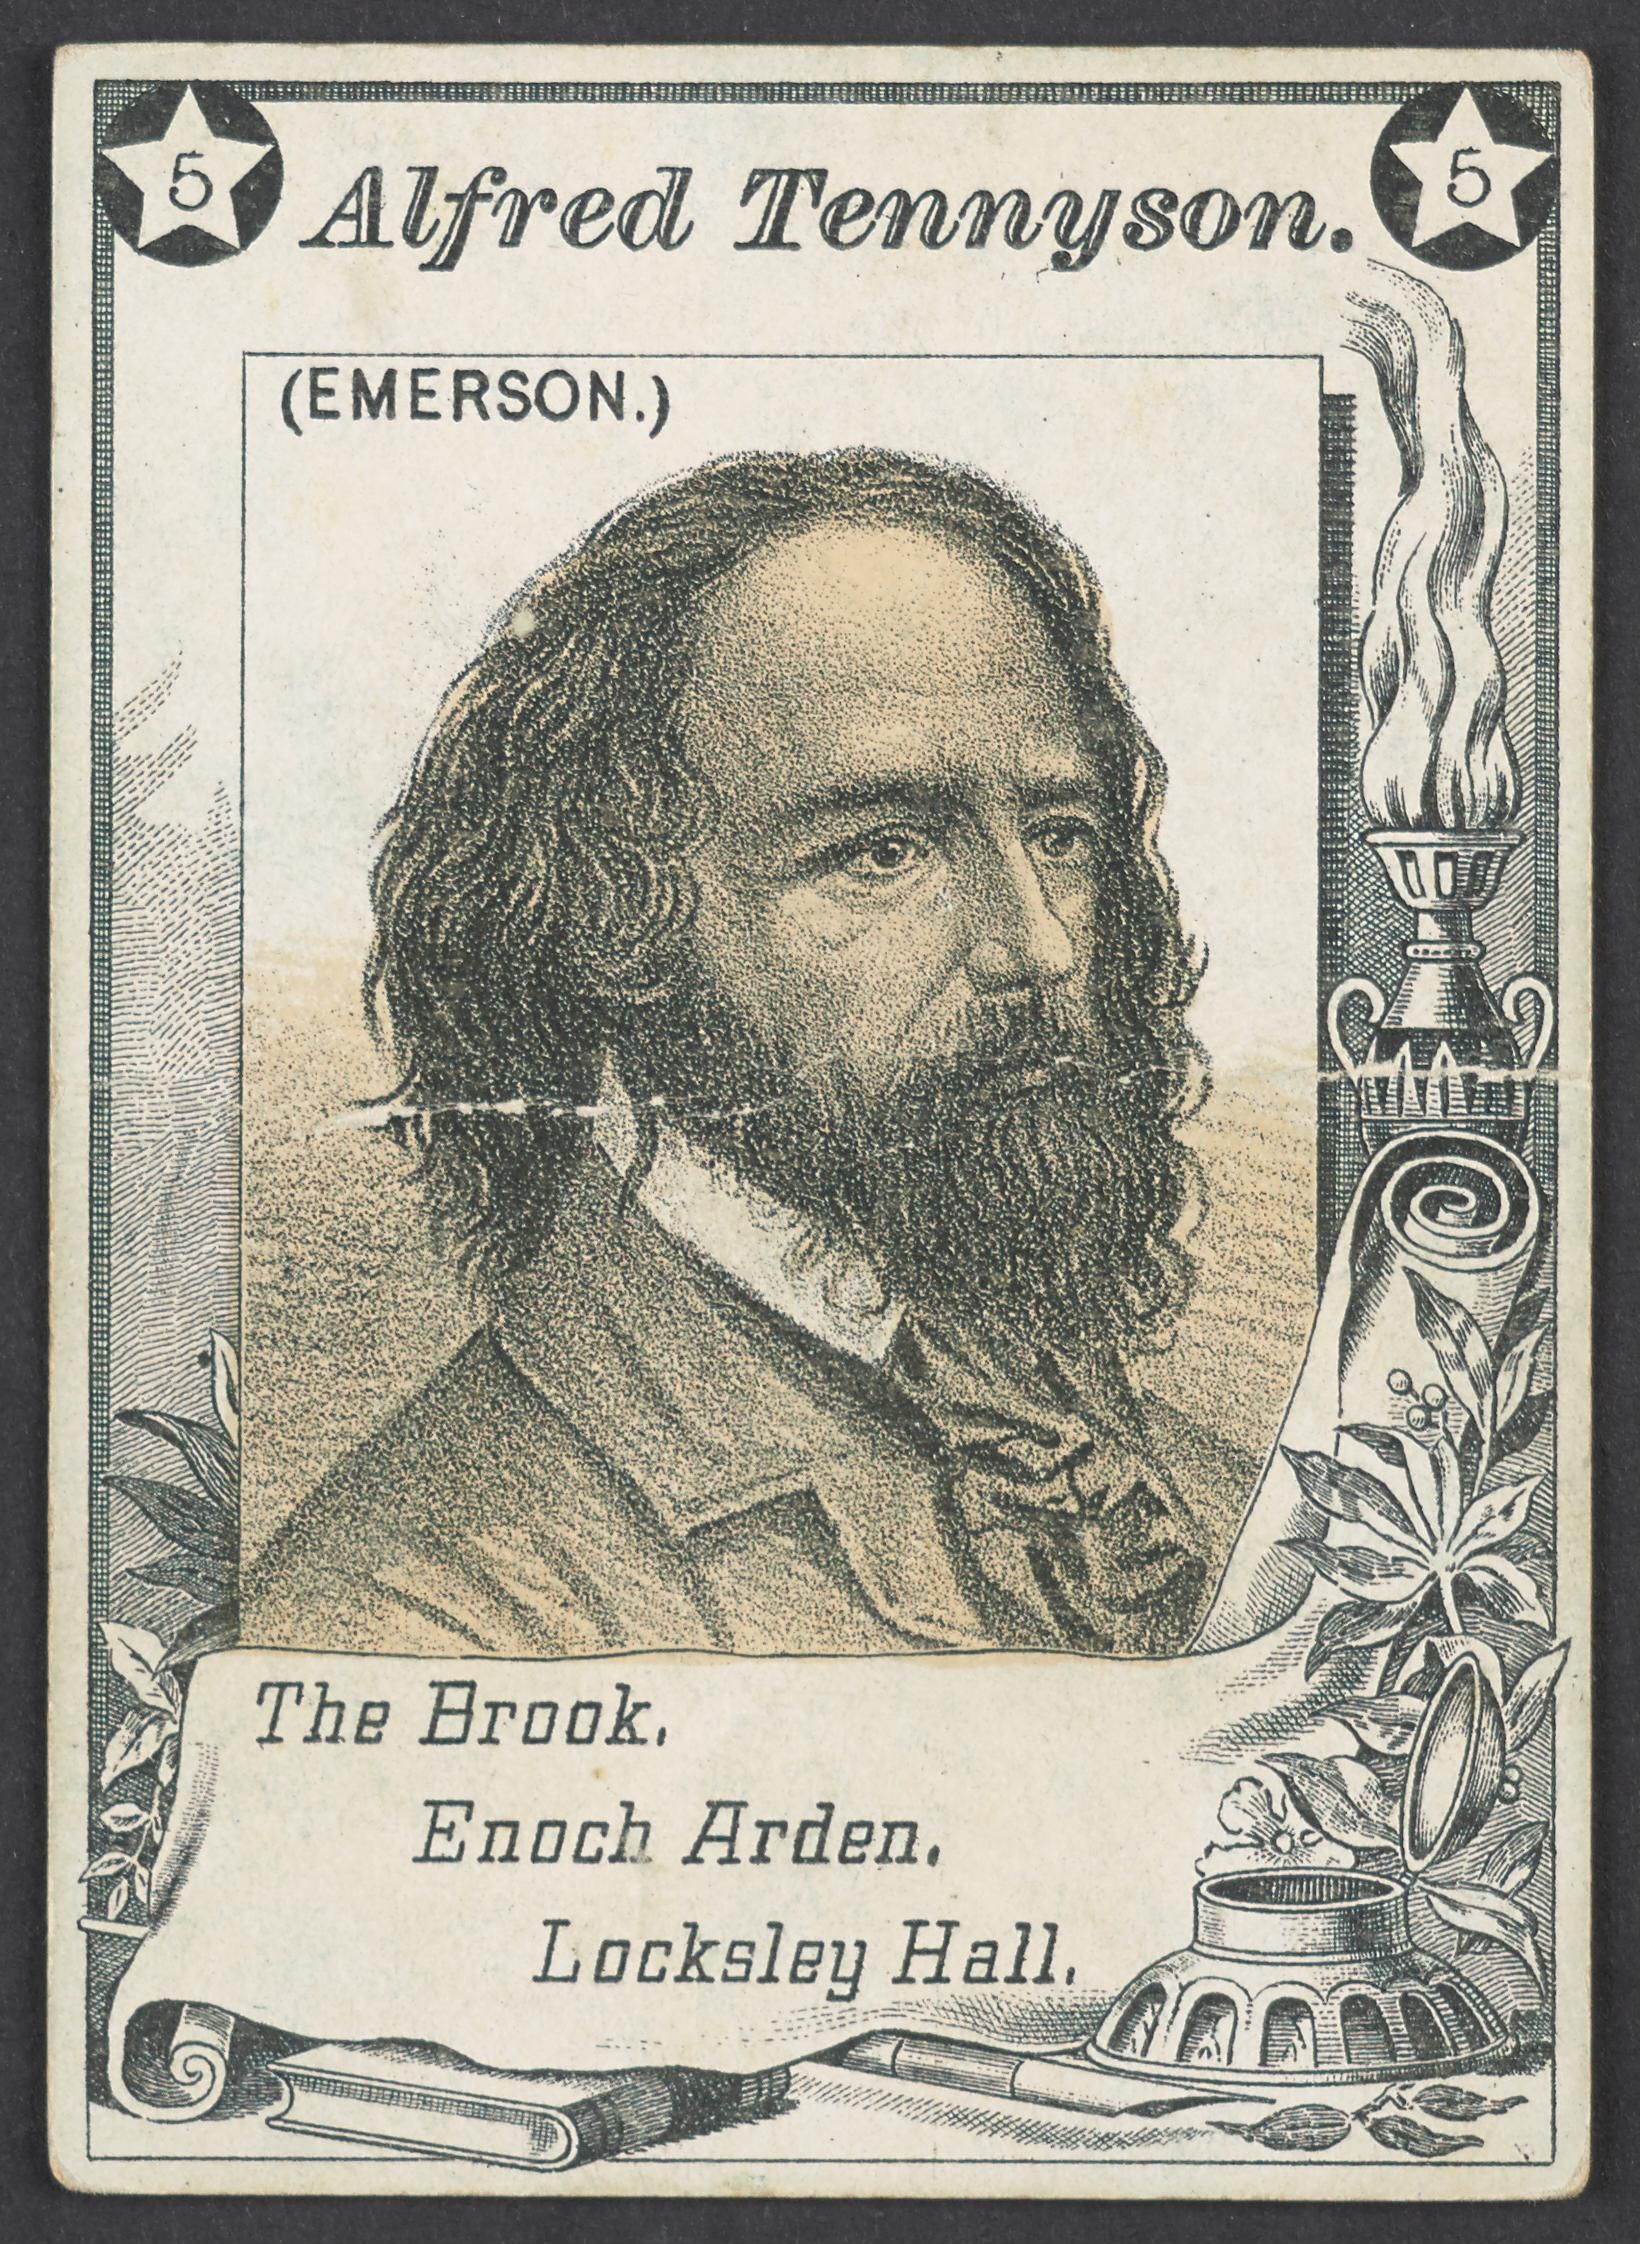 5 Alfred Tennyson. 5
(EMERSON.)
The Brook.
Enoch Arden.
Locksley Hall.